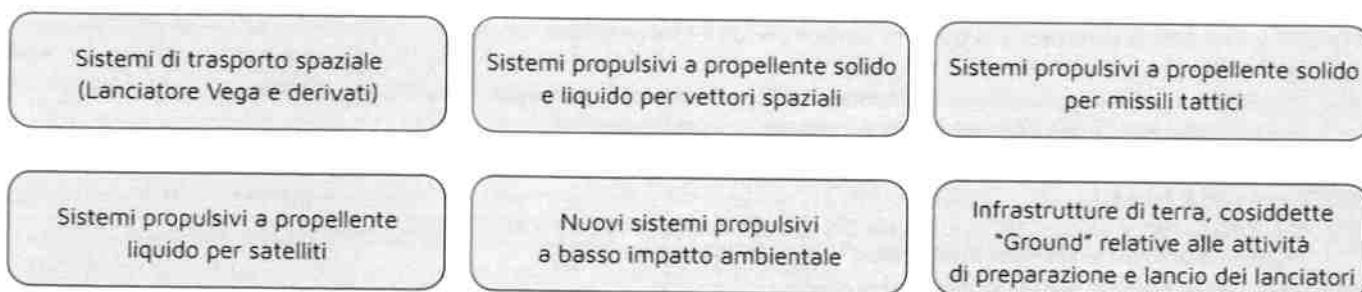 Sistemi di trasporto spaziale
(Lanciatore Vega e derivati)
Sistemi propulsivi a propellente solido
e liquido per vettori spaziali
Sistemi propulsivi a propellente solido
per missili tattici
Sistemi propulsivi a propellente
liquido per satelliti
Nuovi sistemi propulsivi
a basso impatto ambientale
Infrastrutture di terra, cosiddette
"Ground" relative alle attività
di preparazione e lancio dei lanciatori